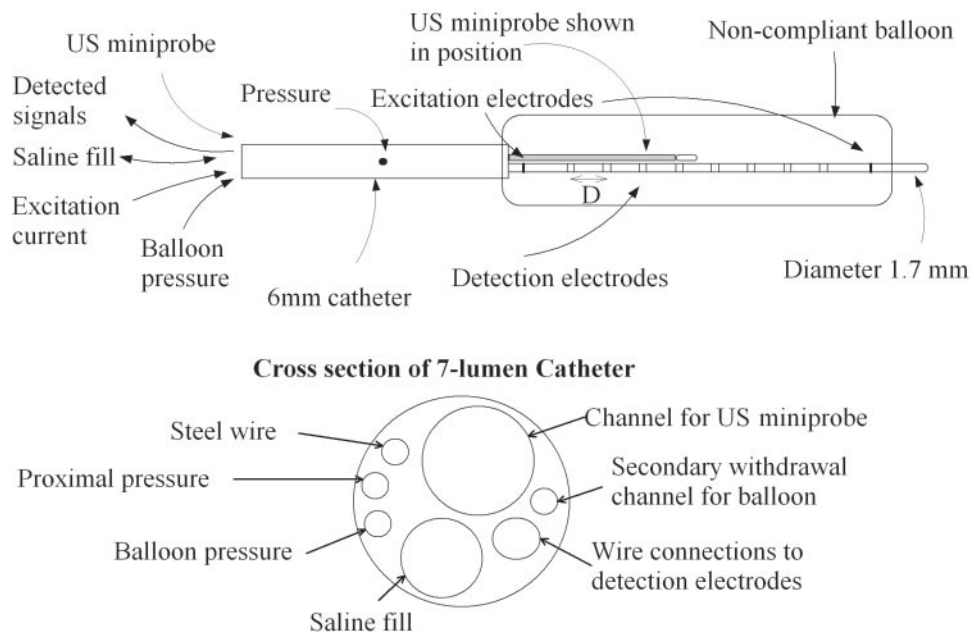 US miniprobe
US miniprobe shown
in position
Non-compliant balloon
Detected
signals
Pressure
Excitation electrodes
Saline fill
D
Excitation
current
Balloon
pressure
6mm catheter
Detection electrodes
Diameter 1.7 mm
Cross section of 7-lumen Catheter
Steel wire
Channel for US miniprobe
Proximal pressure
Secondary withdrawal
channel for balloon
Balloon pressure
Wire connections to
detection electrodes
Saline fill